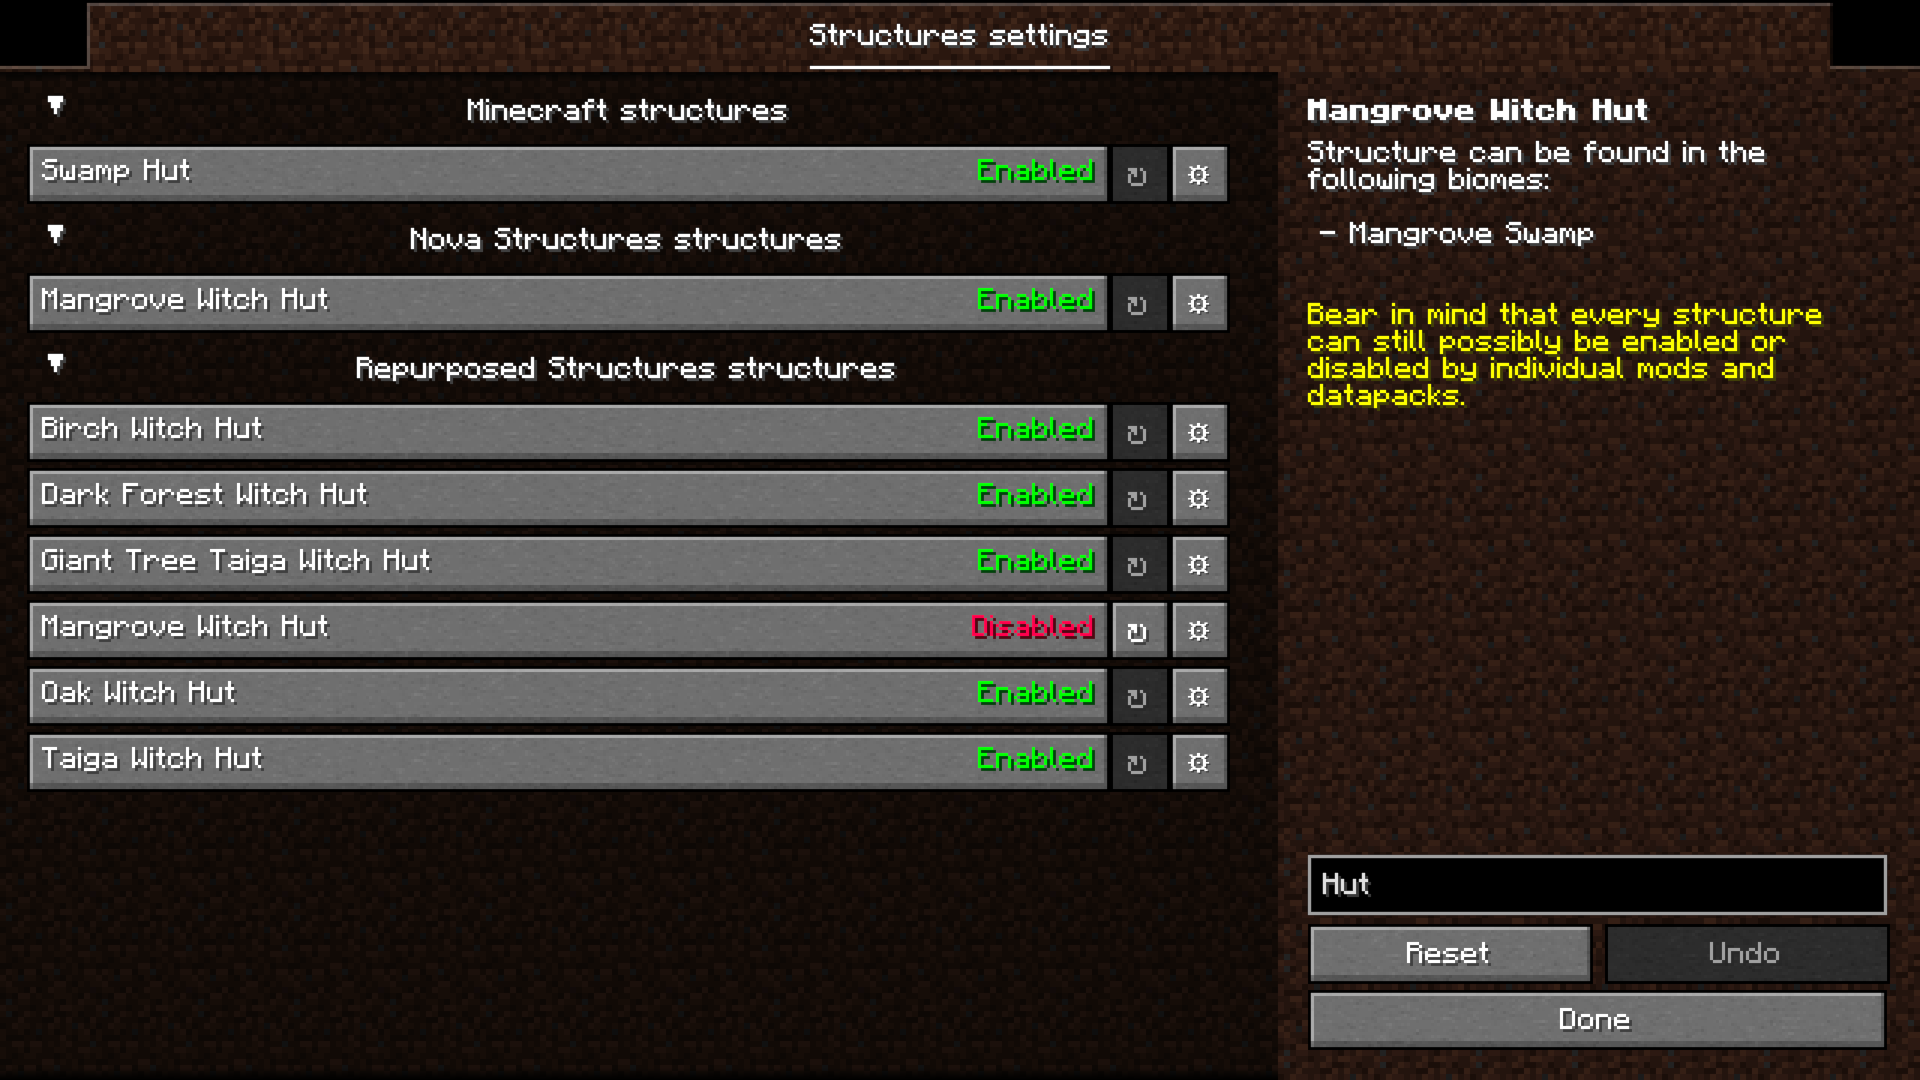 Structures settings
Minecraft structures
Swamp Hut Enabled
Nova Structures structures
Mangrove Witch Hut Enabled
Repurposed Structures structures
Birch Witch Hut Enabled
Dark Forest Witch Hut Enabled
Giant Tree Taiga Witch Hut Enabled
Mangrove Witch Hut Disabled
Oak Witch Hut Enabled
Taiga Witch Hut Enabled
Mangrove Witch Hut
Structure can be found in the
following biomes:
- Mangrove Swamp
Bear in mind that every structure
can still possibly be enabled or
disabled by individual mods and
datapacks.
Hut
Reset Undo
Done